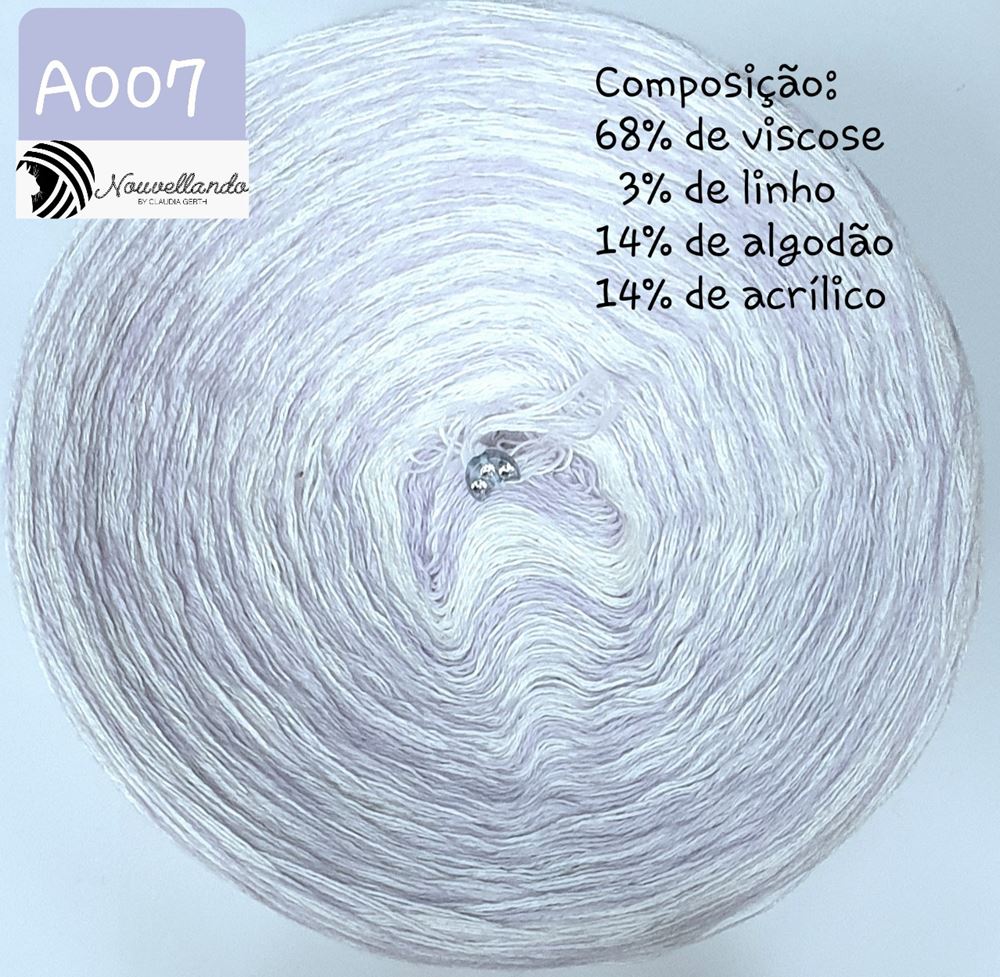 A007
Nouvellando
BY CLAUDIA GERTH
Composição:
68% de viscose
3% de linho
14% de algodão
14% de acrílico